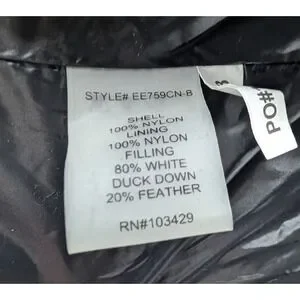 STYLE# EE759CN-B
SHELL
100% NYLON
LINING
100% NYLON
FILLING
80% WHITE
DUCK DOWN
20% FEATHER
RN#103429
PO#